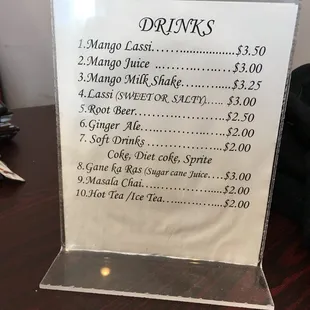 DRINKS
1.Mango Lassi..........................$3.50
2.Mango Juice ...................$3.00
3.Mango Milk Shake..............$3.25
4.Lassi (SWEET OR SALTY)...... $3.00
5.Root Beer.......................$2.50
6.Ginger Ale.....................$2.00
7.Soft Drinks .....................$2.00
Coke, Diet coke, Sprite
8.Gane ka Ras (Sugar cane Juice....$3.00
9.Masala Chai....................$2.00
10.Hot Tea /Ice Tea...............$2.00